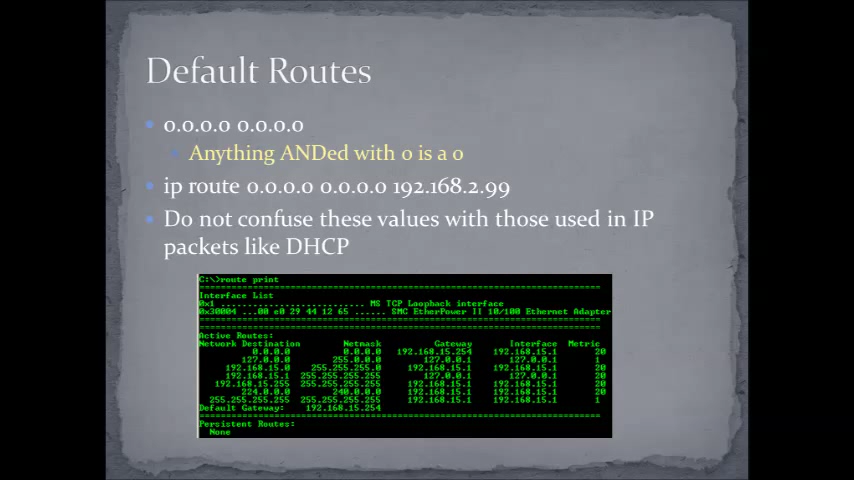 Default Routes
0.0.0.0 0.0.0.0
Anything ANDed with 0 is a 0
ip route 0.0.0.0 0.0.0.0 192.168.2.99
Do not confuse these values with those used in IP
packets like DHCP
C:\>route print
===========================================================================
Interface List
0x1 ........................... MS TCP Loopback interface
0x30004 ...00 e0 29 44 12 65 ...... SMC EtherPower II 10/100 Ethernet Adapter
===========================================================================
===========================================================================
Active Routes:
Network Destination Netmask Gateway Interface Metric
0.0.0.0 0.0.0.0 192.168.15.254 192.168.15.1 20
127.0.0.0 255.0.0.0 127.0.0.1 127.0.0.1 1
192.168.15.0 255.255.255.0 192.168.15.1 192.168.15.1 20
192.168.15.1 255.255.255.255 127.0.0.1 127.0.0.1 20
192.168.15.255 255.255.255.255 192.168.15.1 192.168.15.1 20
224.0.0.0 240.0.0.0 192.168.15.1 192.168.15.1 20
255.255.255.255 255.255.255.255 192.168.15.1 192.168.15.1 1
Default Gateway: 192.168.15.254
===========================================================================
Persistent Routes:
None